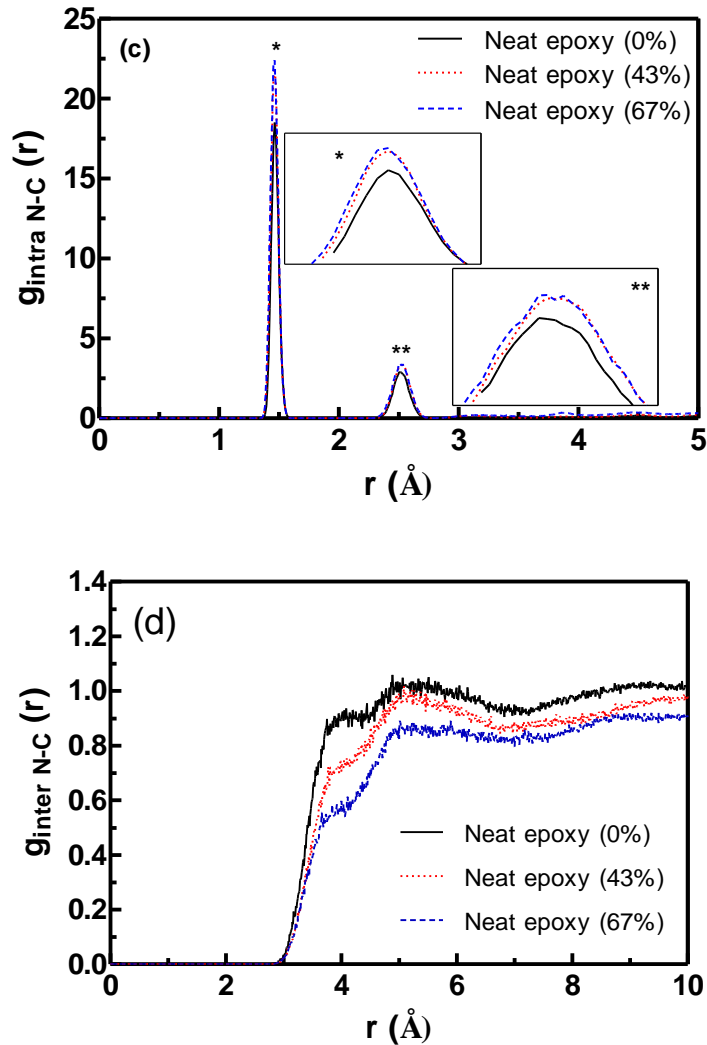 (c)
*
Neat epoxy (0%)
Neat epoxy (43%)
Neat epoxy (67%)
25
20
15
10
5
0
g intra N-C (r)
*
**
**
0 1 2 3 4 5
r (Å)
(d)
1.4
1.2
1.0
0.8
0.6
0.4
0.2
0.0
g inter N-C (r)
Neat epoxy (0%)
Neat epoxy (43%)
Neat epoxy (67%)
0 2 4 6 8 10
r (Å)